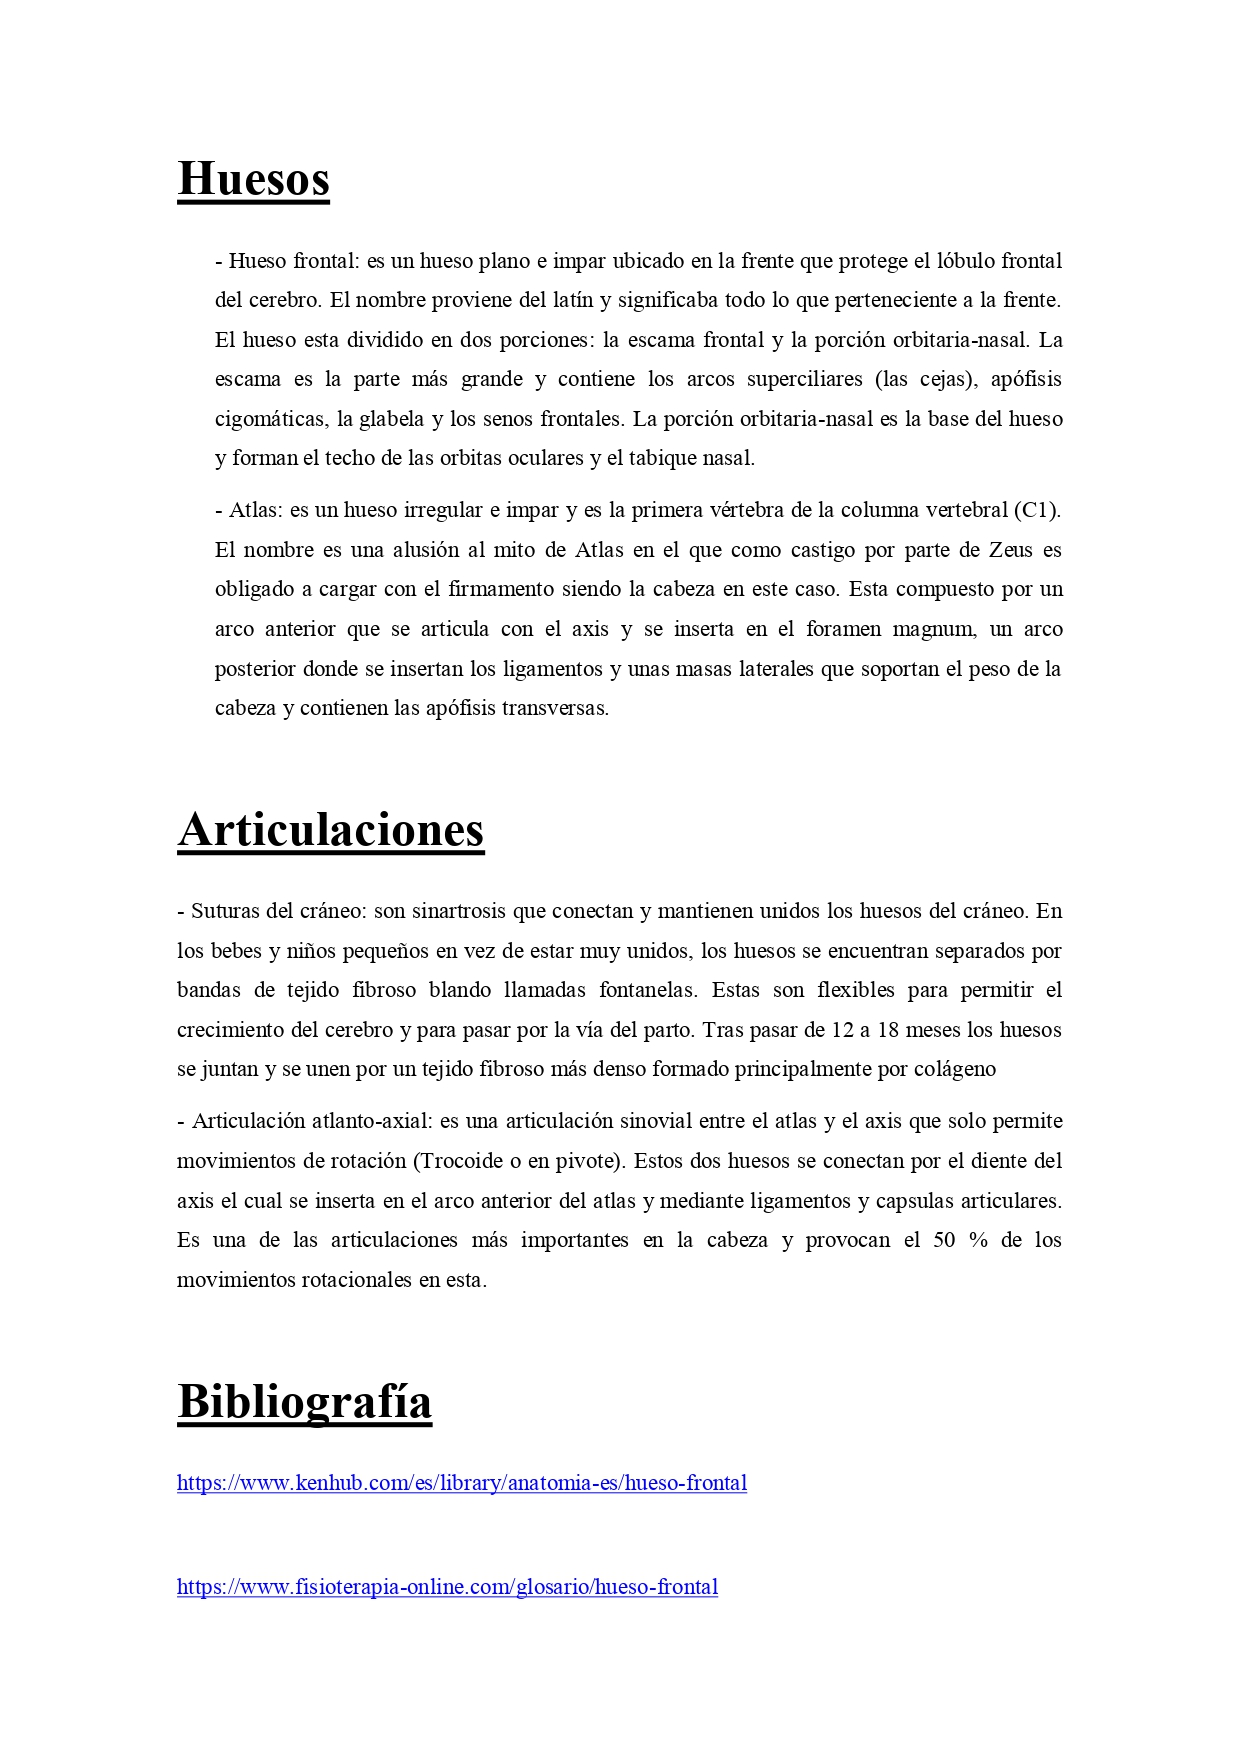 Huesos
- Hueso frontal: es un hueso plano e impar ubicado en la frente que protege el lóbulo frontal
del cerebro. El nombre proviene del latín y significaba todo lo que perteneciente a la frente.
El hueso esta dividido en dos porciones: la escama frontal y la porción orbitaria-nasal. La
escama es la parte más grande y contiene los arcos superciliares (las cejas), apófisis
cigomáticas, la glabela y los senos frontales. La porción orbitaria-nasal es la base del hueso
y forman el techo de las orbitas oculares y el tabique nasal.
- Atlas: es un hueso irregular e impar y es la primera vértebra de la columna vertebral (C1).
El nombre es una alusión al mito de Atlas en el que como castigo por parte de Zeus es
obligado a cargar con el firmamento siendo la cabeza en este caso. Esta compuesto por un
arco anterior que se articula con el axis y se inserta en el foramen magnum, un arco
posterior donde se insertan los ligamentos y unas masas laterales que soportan el peso de la
cabeza y contienen las apófisis transversas.
Articulaciones
- Suturas del cráneo: son sinartrosis que conectan y mantienen unidos los huesos del cráneo. En
los bebes y niños pequeños en vez de estar muy unidos, los huesos se encuentran separados por
bandas de tejido fibroso blando llamadas fontanelas. Estas son flexibles para permitir el
crecimiento del cerebro y para pasar por la vía del parto. Tras pasar de 12 a 18 meses los huesos
se juntan y se unen por un tejido fibroso más denso formado principalmente por colágeno
- Articulación atlanto-axial: es una articulación sinovial entre el atlas y el axis que solo permite
movimientos de rotación (Trocoide o en pivote). Estos dos huesos se conectan por el diente del
axis el cual se inserta en el arco anterior del atlas y mediante ligamentos y capsulas articulares.
Es una de las articulaciones más importantes en la cabeza y provocan el 50 % de los
movimientos rotacionales en esta.
Bibliografía
https://www.kenhub.com/es/library/anatomia-es/hueso-frontal
https://www.fisioterapia-online.com/glosario/hueso-frontal